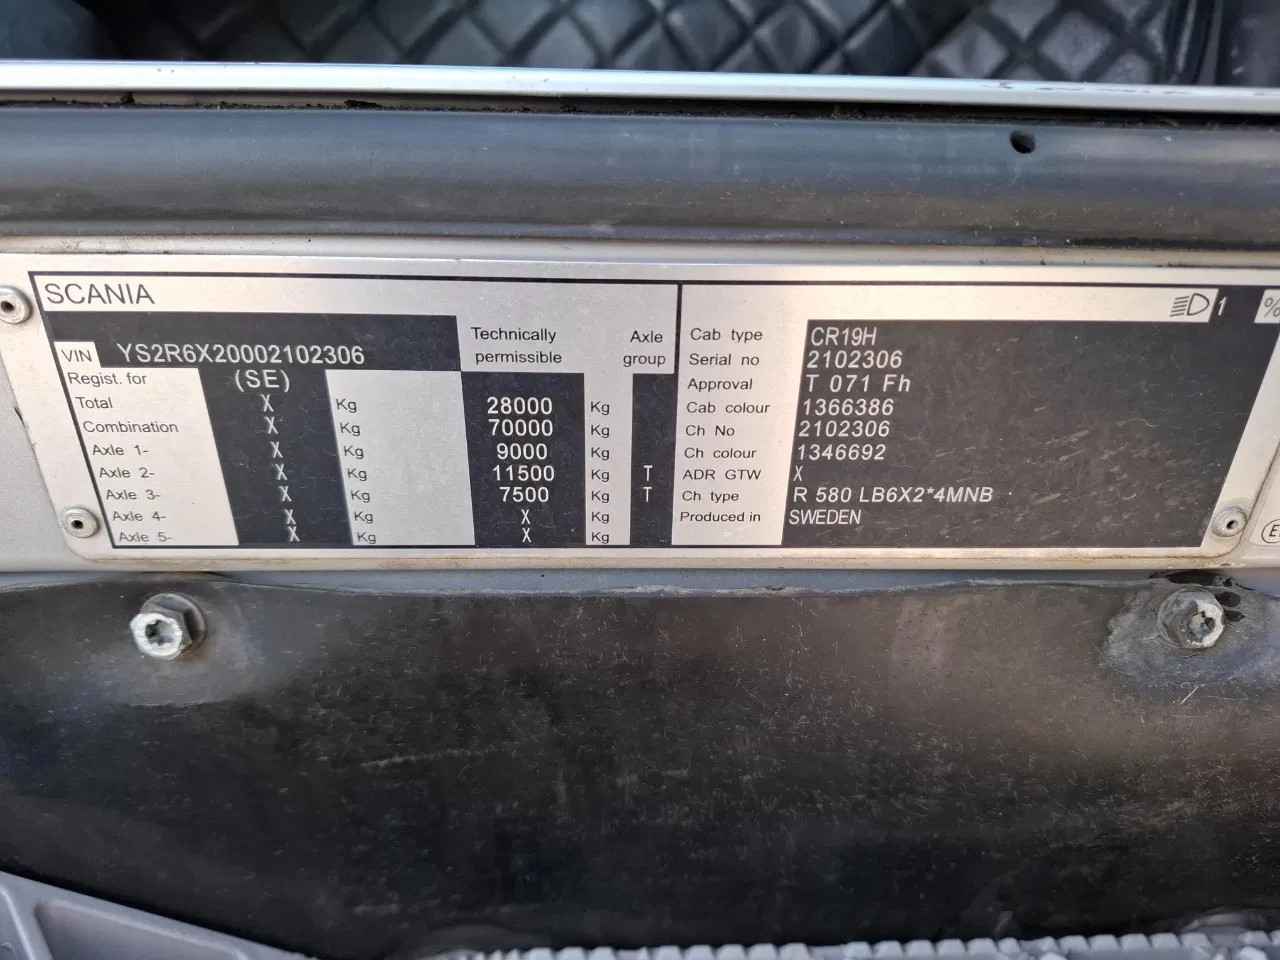 SCANIA
1
%
VIN YS2R6X20002102306
Technically permissible
Axle group
Regist. for (SE)
Total X Kg 28000 Kg
Combination X Kg 70000 Kg
Axle 1- X Kg 9000 Kg
Axle 2- X Kg 11500 Kg T
Axle 3- X Kg 7500 Kg T
Axle 4- X Kg X Kg
Axle 5- X Kg X Kg
Cab type CR19H
Serial no 2102306
Approval T 071 Fh
Cab colour 1366386
Ch No 2102306
Ch colour 1346692
ADR GTW X
Ch type R 580 LB6X2*4MNB
Produced in SWEDEN